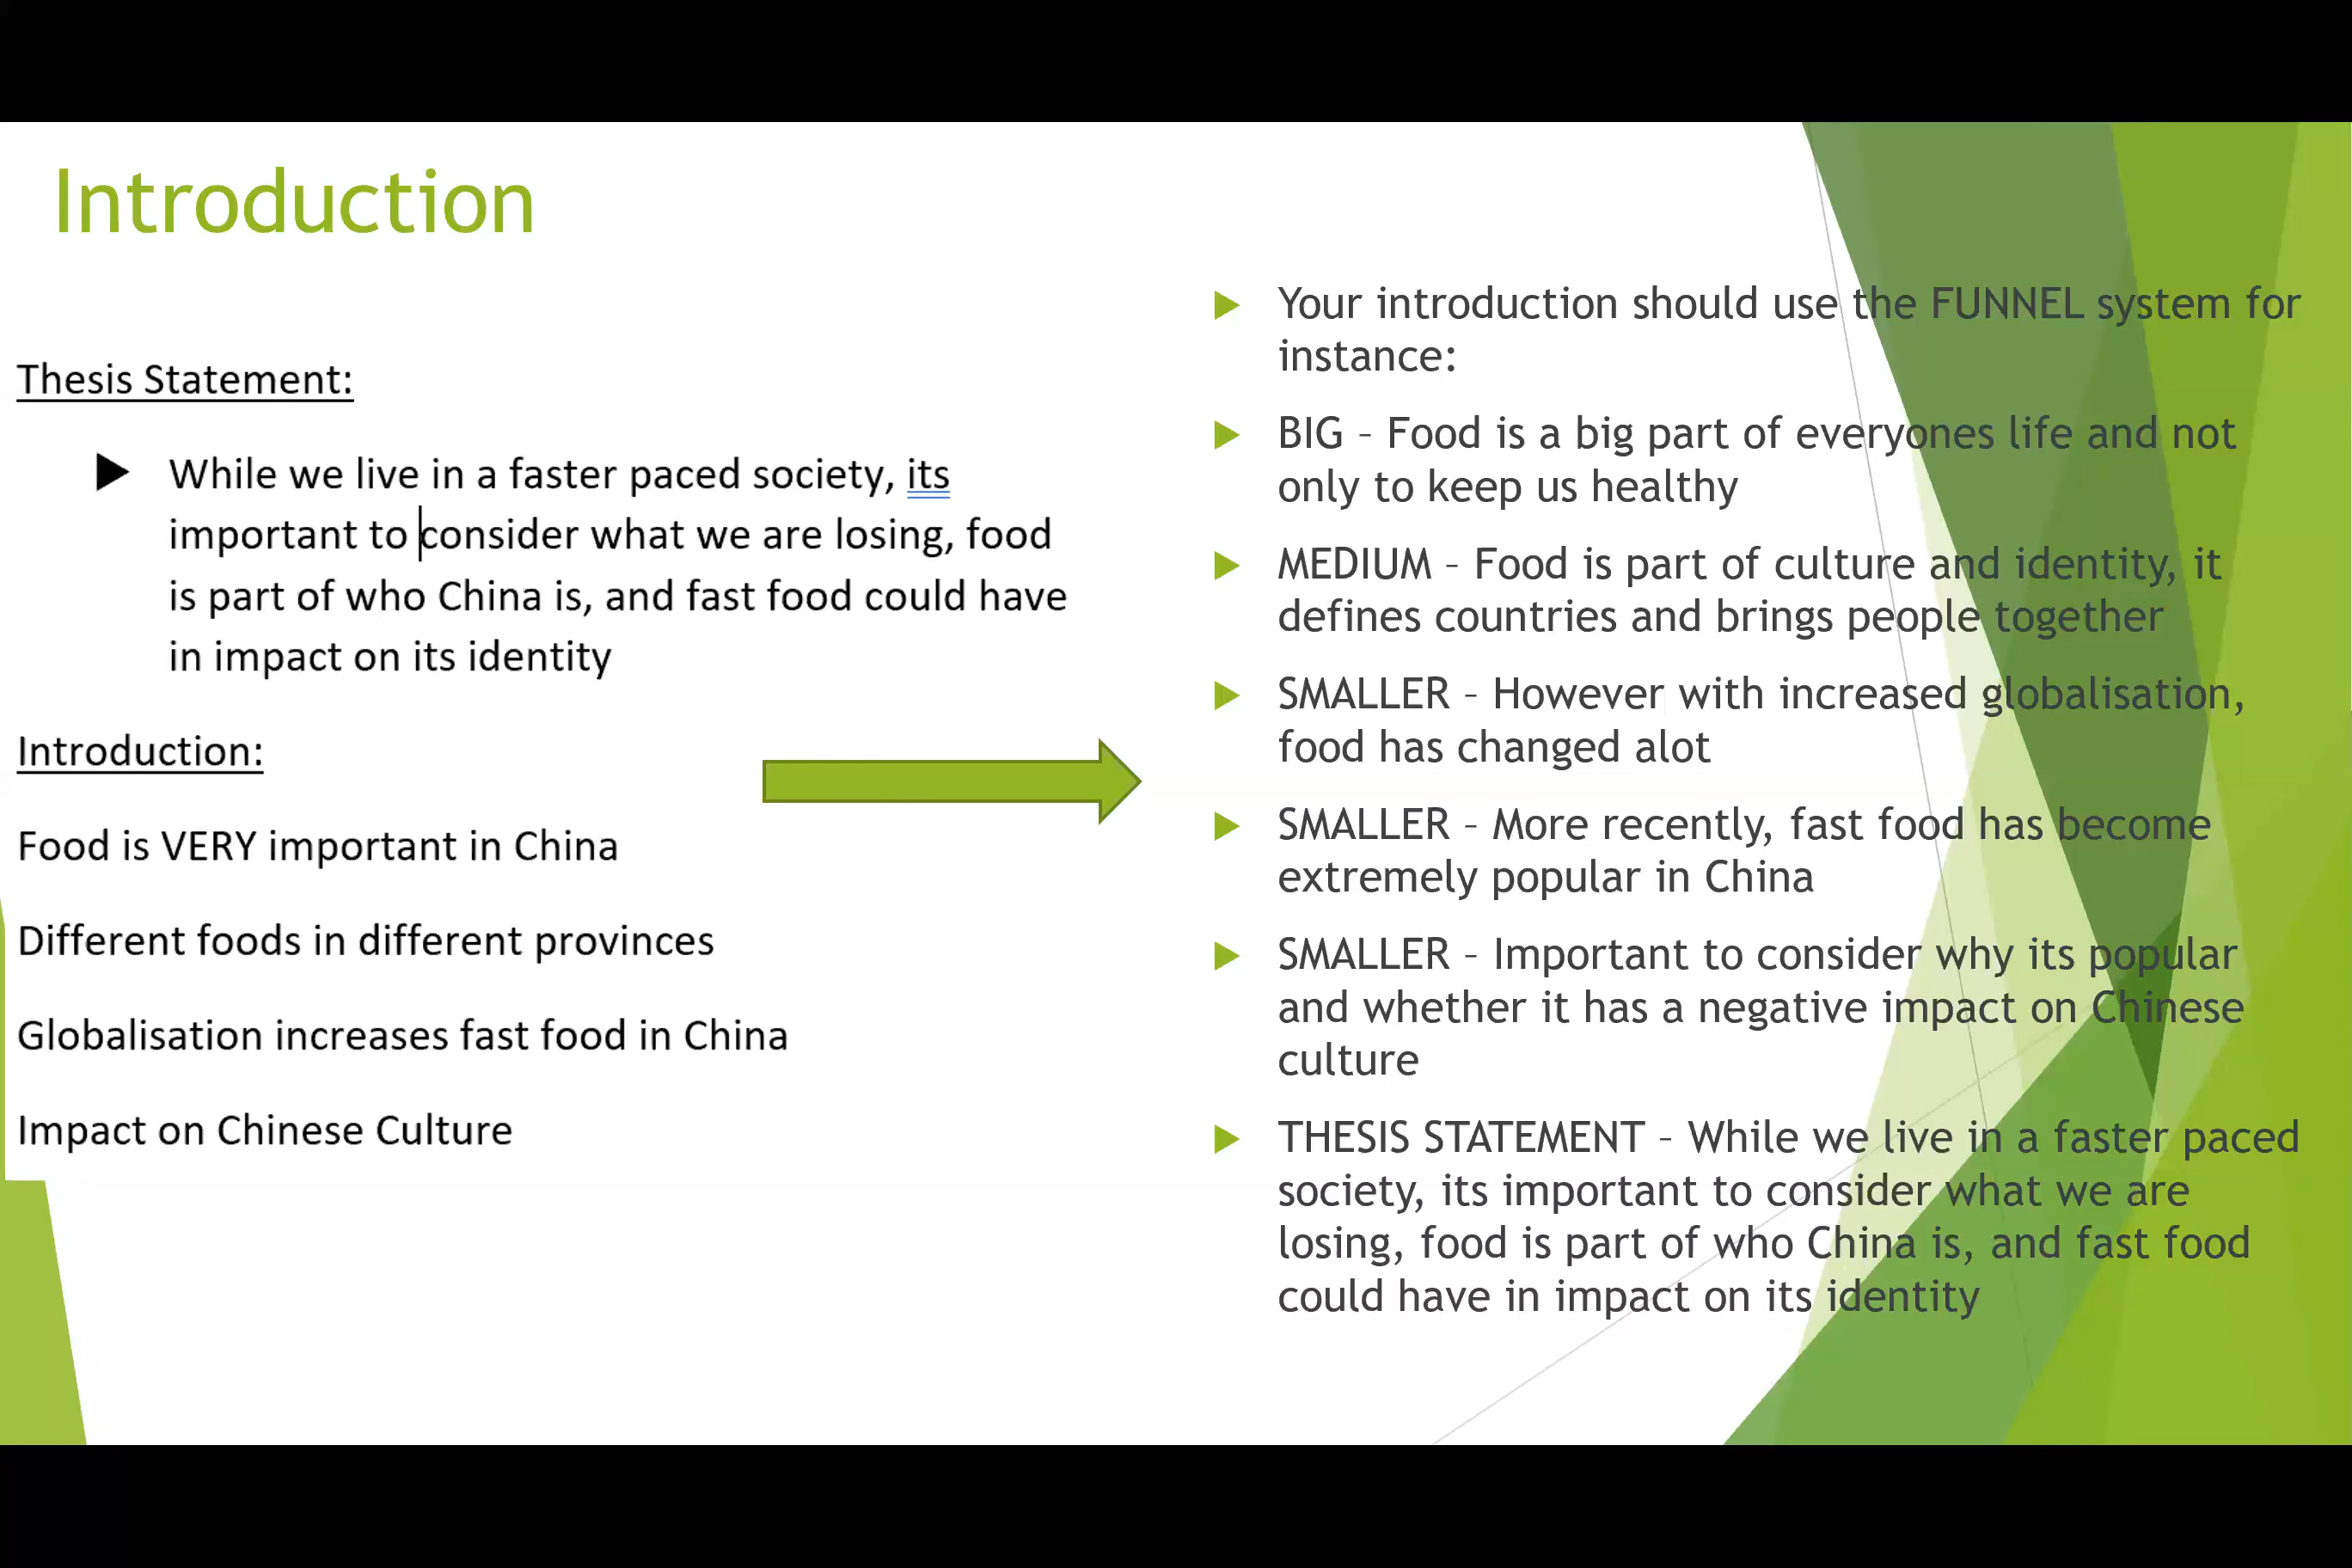 Introduction
Thesis Statement:
While we live in a faster paced society, its
important to consider what we are losing, food
is part of who China is, and fast food could have
in impact on its identity
Introduction:
Food is VERY important in China
Different foods in different provinces
Globalisation increases fast food in China
Impact on Chinese Culture
Your introduction should use the FUNNEL system for
instance:
BIG – Food is a big part of everyones life and not
only to keep us healthy
MEDIUM – Food is part of culture and identity, it
defines countries and brings people together
SMALLER – However with increased globalisation,
food has changed alot
SMALLER – More recently, fast food has become
extremely popular in China
SMALLER – Important to consider why its popular
and whether it has a negative impact on Chinese
culture
THESIS STATEMENT – While we live in a faster paced
society, its important to consider what we are
losing, food is part of who China is, and fast food
could have in impact on its identity